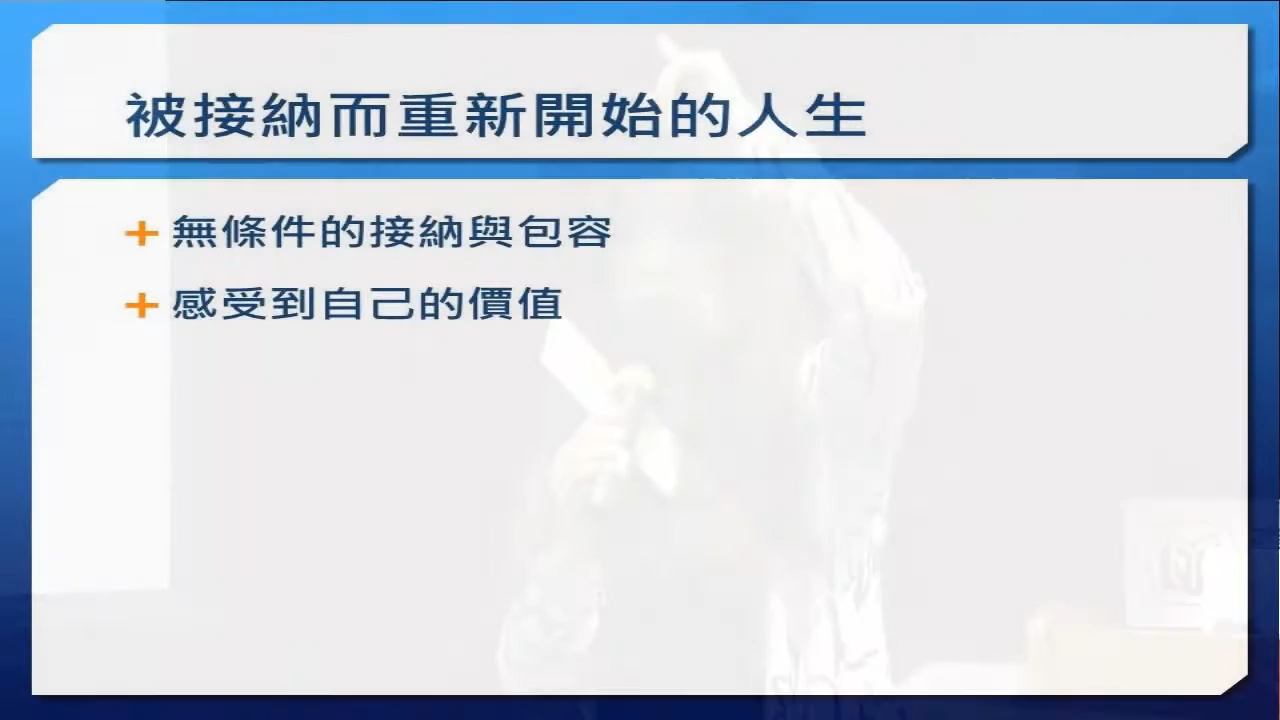 被接納而重新開始的人生
無條件的接納與包容
感受到自己的價值